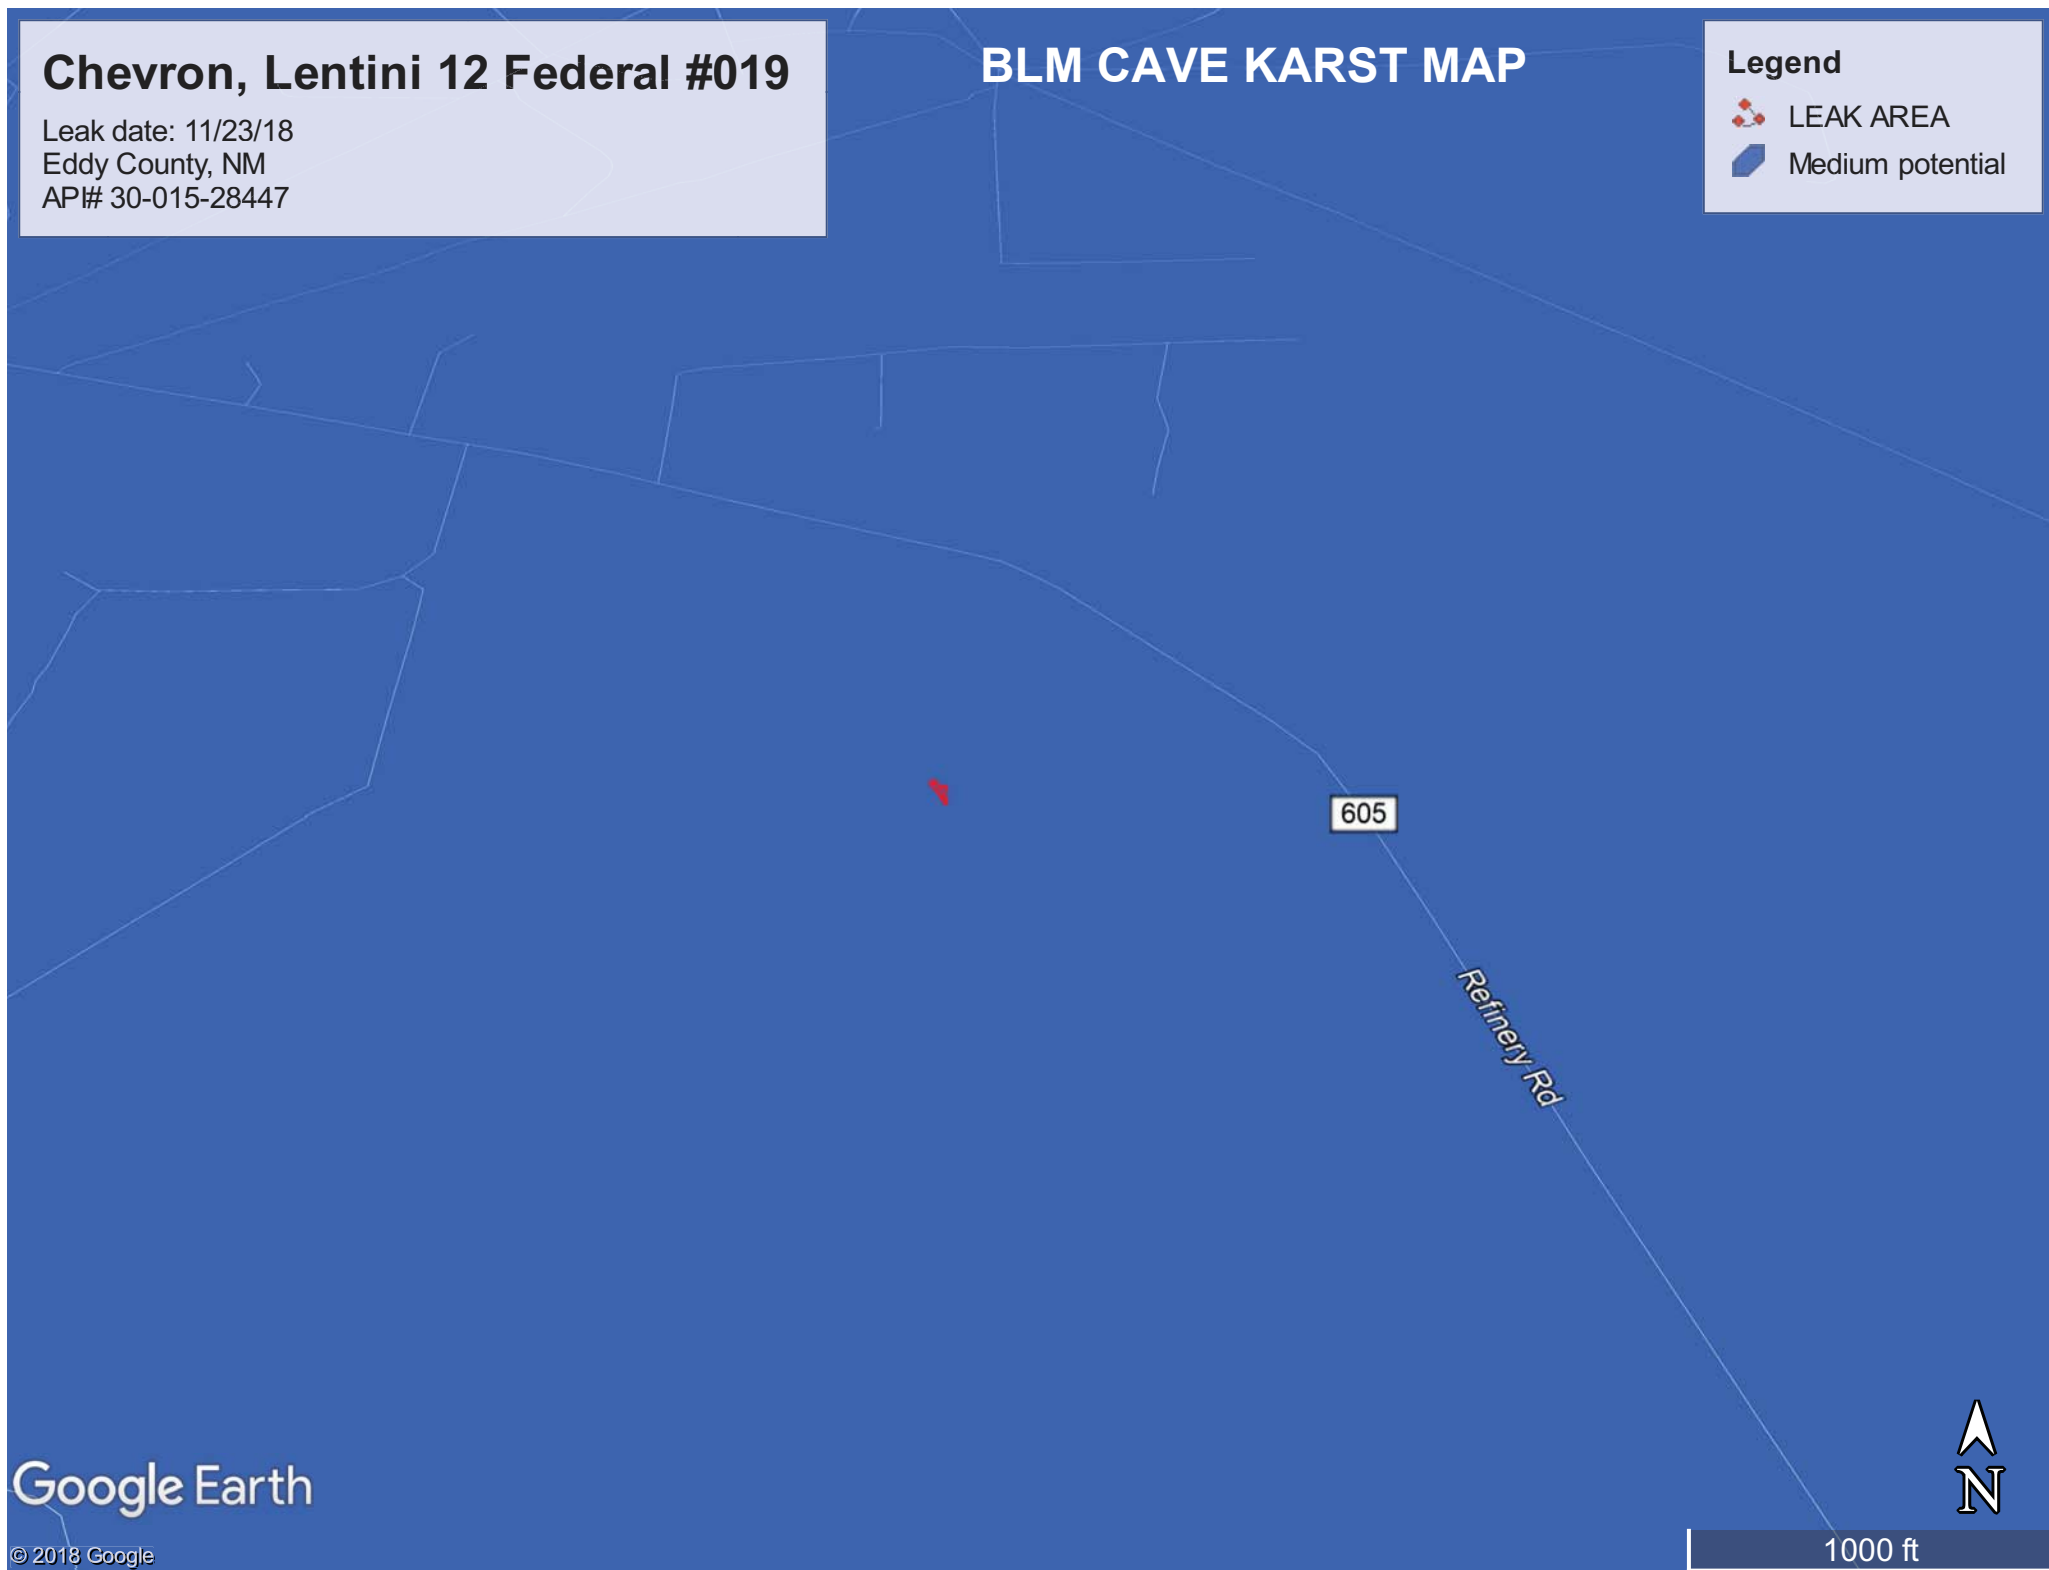 Chevron, Lentini 12 Federal #019
Leak date: 11/23/18
Eddy County, NM
API# 30-015-28447
BLM CAVE KARST MAP
Legend
LEAK AREA
Medium potential
605
Refinery Rd
N
Google Earth
© 2018 Google
1000 ft